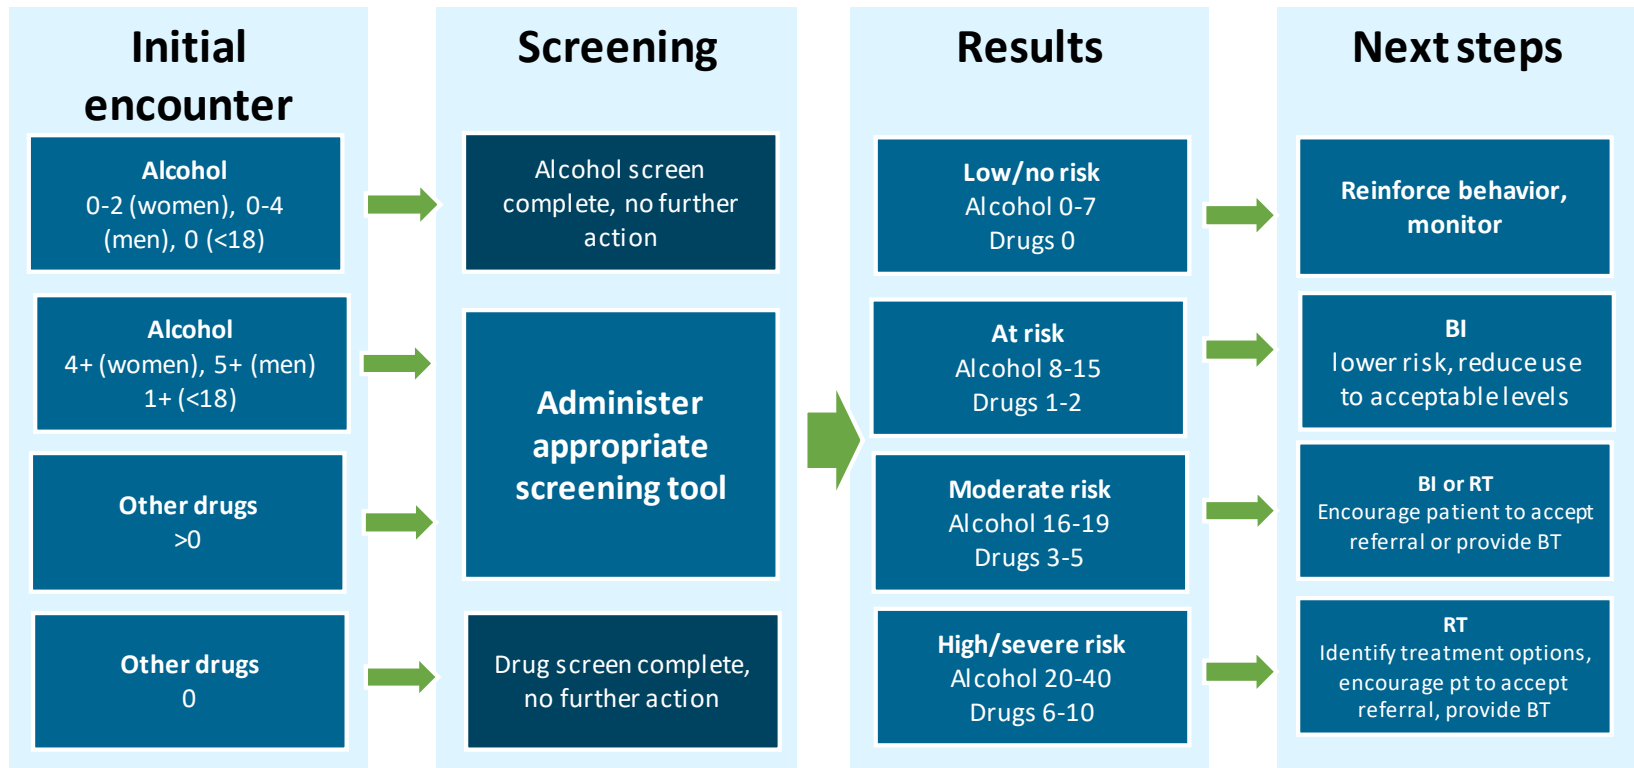 Initial
encounter
Alcohol
0-2 (women), 0-4
(men), 0 (<18)
Alcohol
4+ (women), 5+ (men)
1+ (<18)
Other drugs
>0
Other drugs
0
Screening
Alcohol screen
complete, no further
action
Administer
appropriate
screening tool
Drug screen complete,
no further action
Results
Low/no risk
Alcohol 0-7
Drugs 0
At risk
Alcohol 8-15
Drugs 1-2
Moderate risk
Alcohol 16-19
Drugs 3-5
High/severe risk
Alcohol 20-40
Drugs 6-10
Next steps
Reinforce behavior,
monitor
BI
lower risk, reduce use
to acceptable levels
BI or RT
Encourage patient to accept
referral or provide BT
RT
Identify treatment options,
encourage pt to accept
referral, provide BT